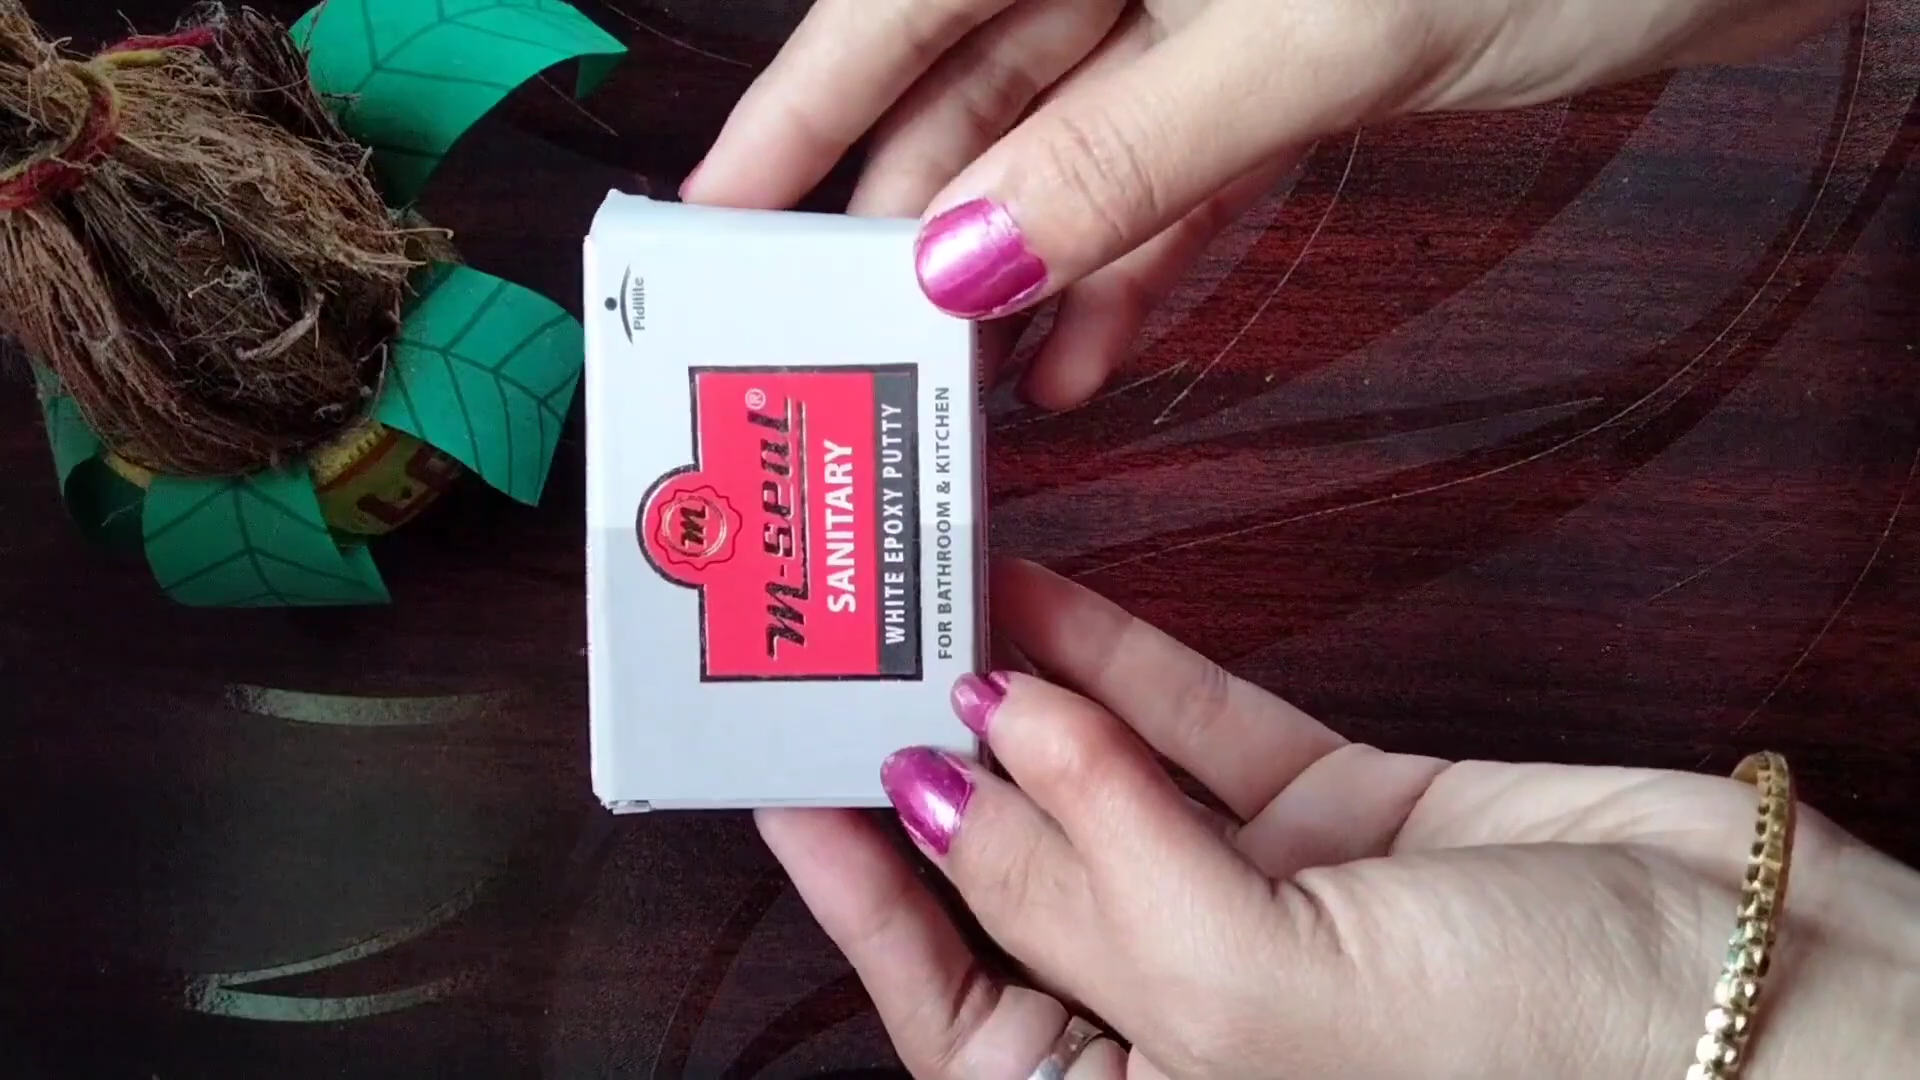 Pidilite
m
m-seal®
SANITARY
WHITE EPOXY PUTTY
FOR BATHROOM & KITCHEN